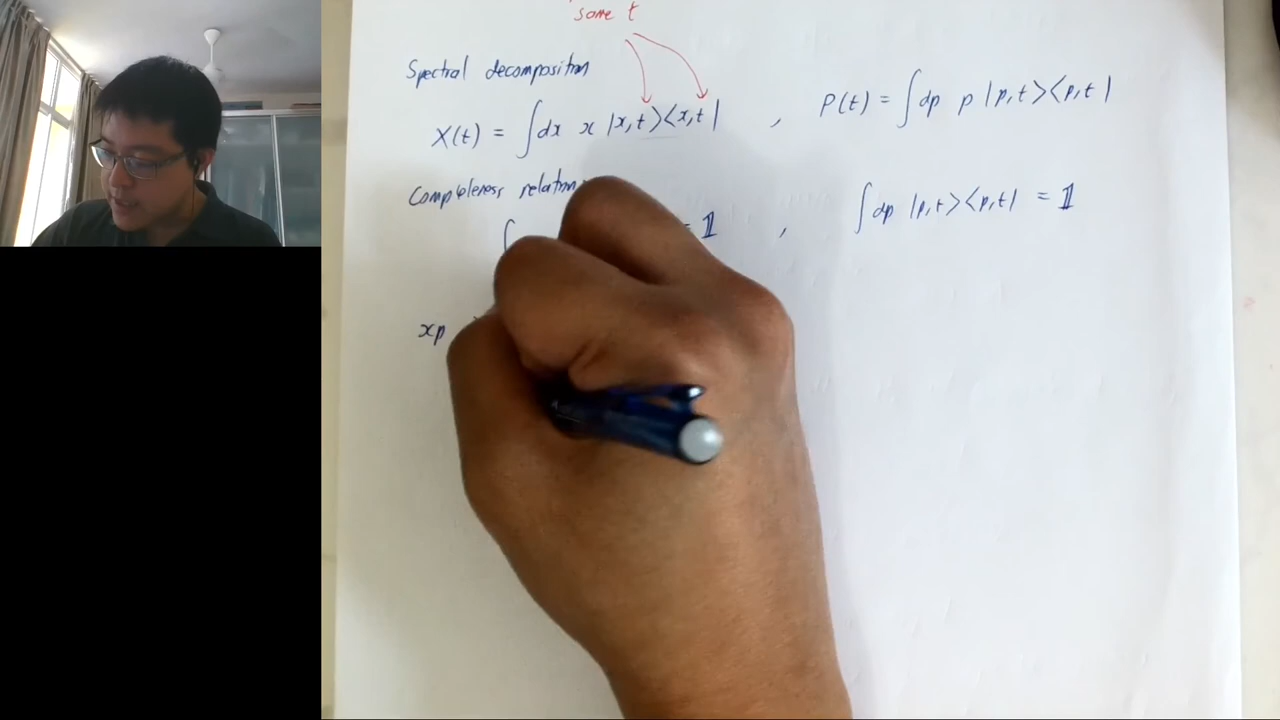 some t
Spectral decomposition
X(t) = ∫dx x |x,t><x,t| , P(t) = ∫dp p |p,t><p,t|
Completeness relation
∫ = 𝟙 , ∫dp |p,t><p,t| = 𝟙
xp